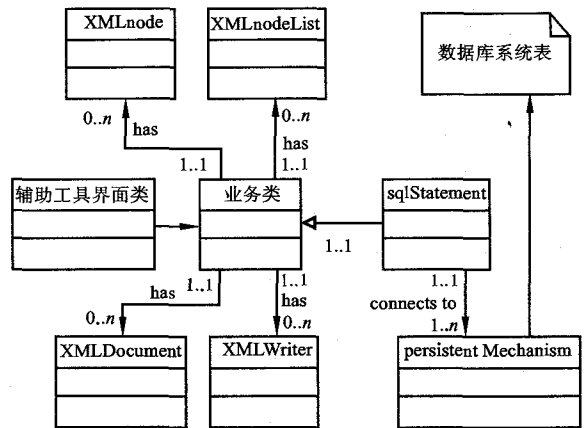 XMLnode
XMLnodeList
数据库系统表
0..n
has
0..n
has
1..1
1..1
辅助工具界面类
业务类
sqlStatement
1..1
1..1
has
0..n
1..1
has
0..n
1..1
connects to
1..n
XMLDocument
XMLWriter
persistent Mechanism